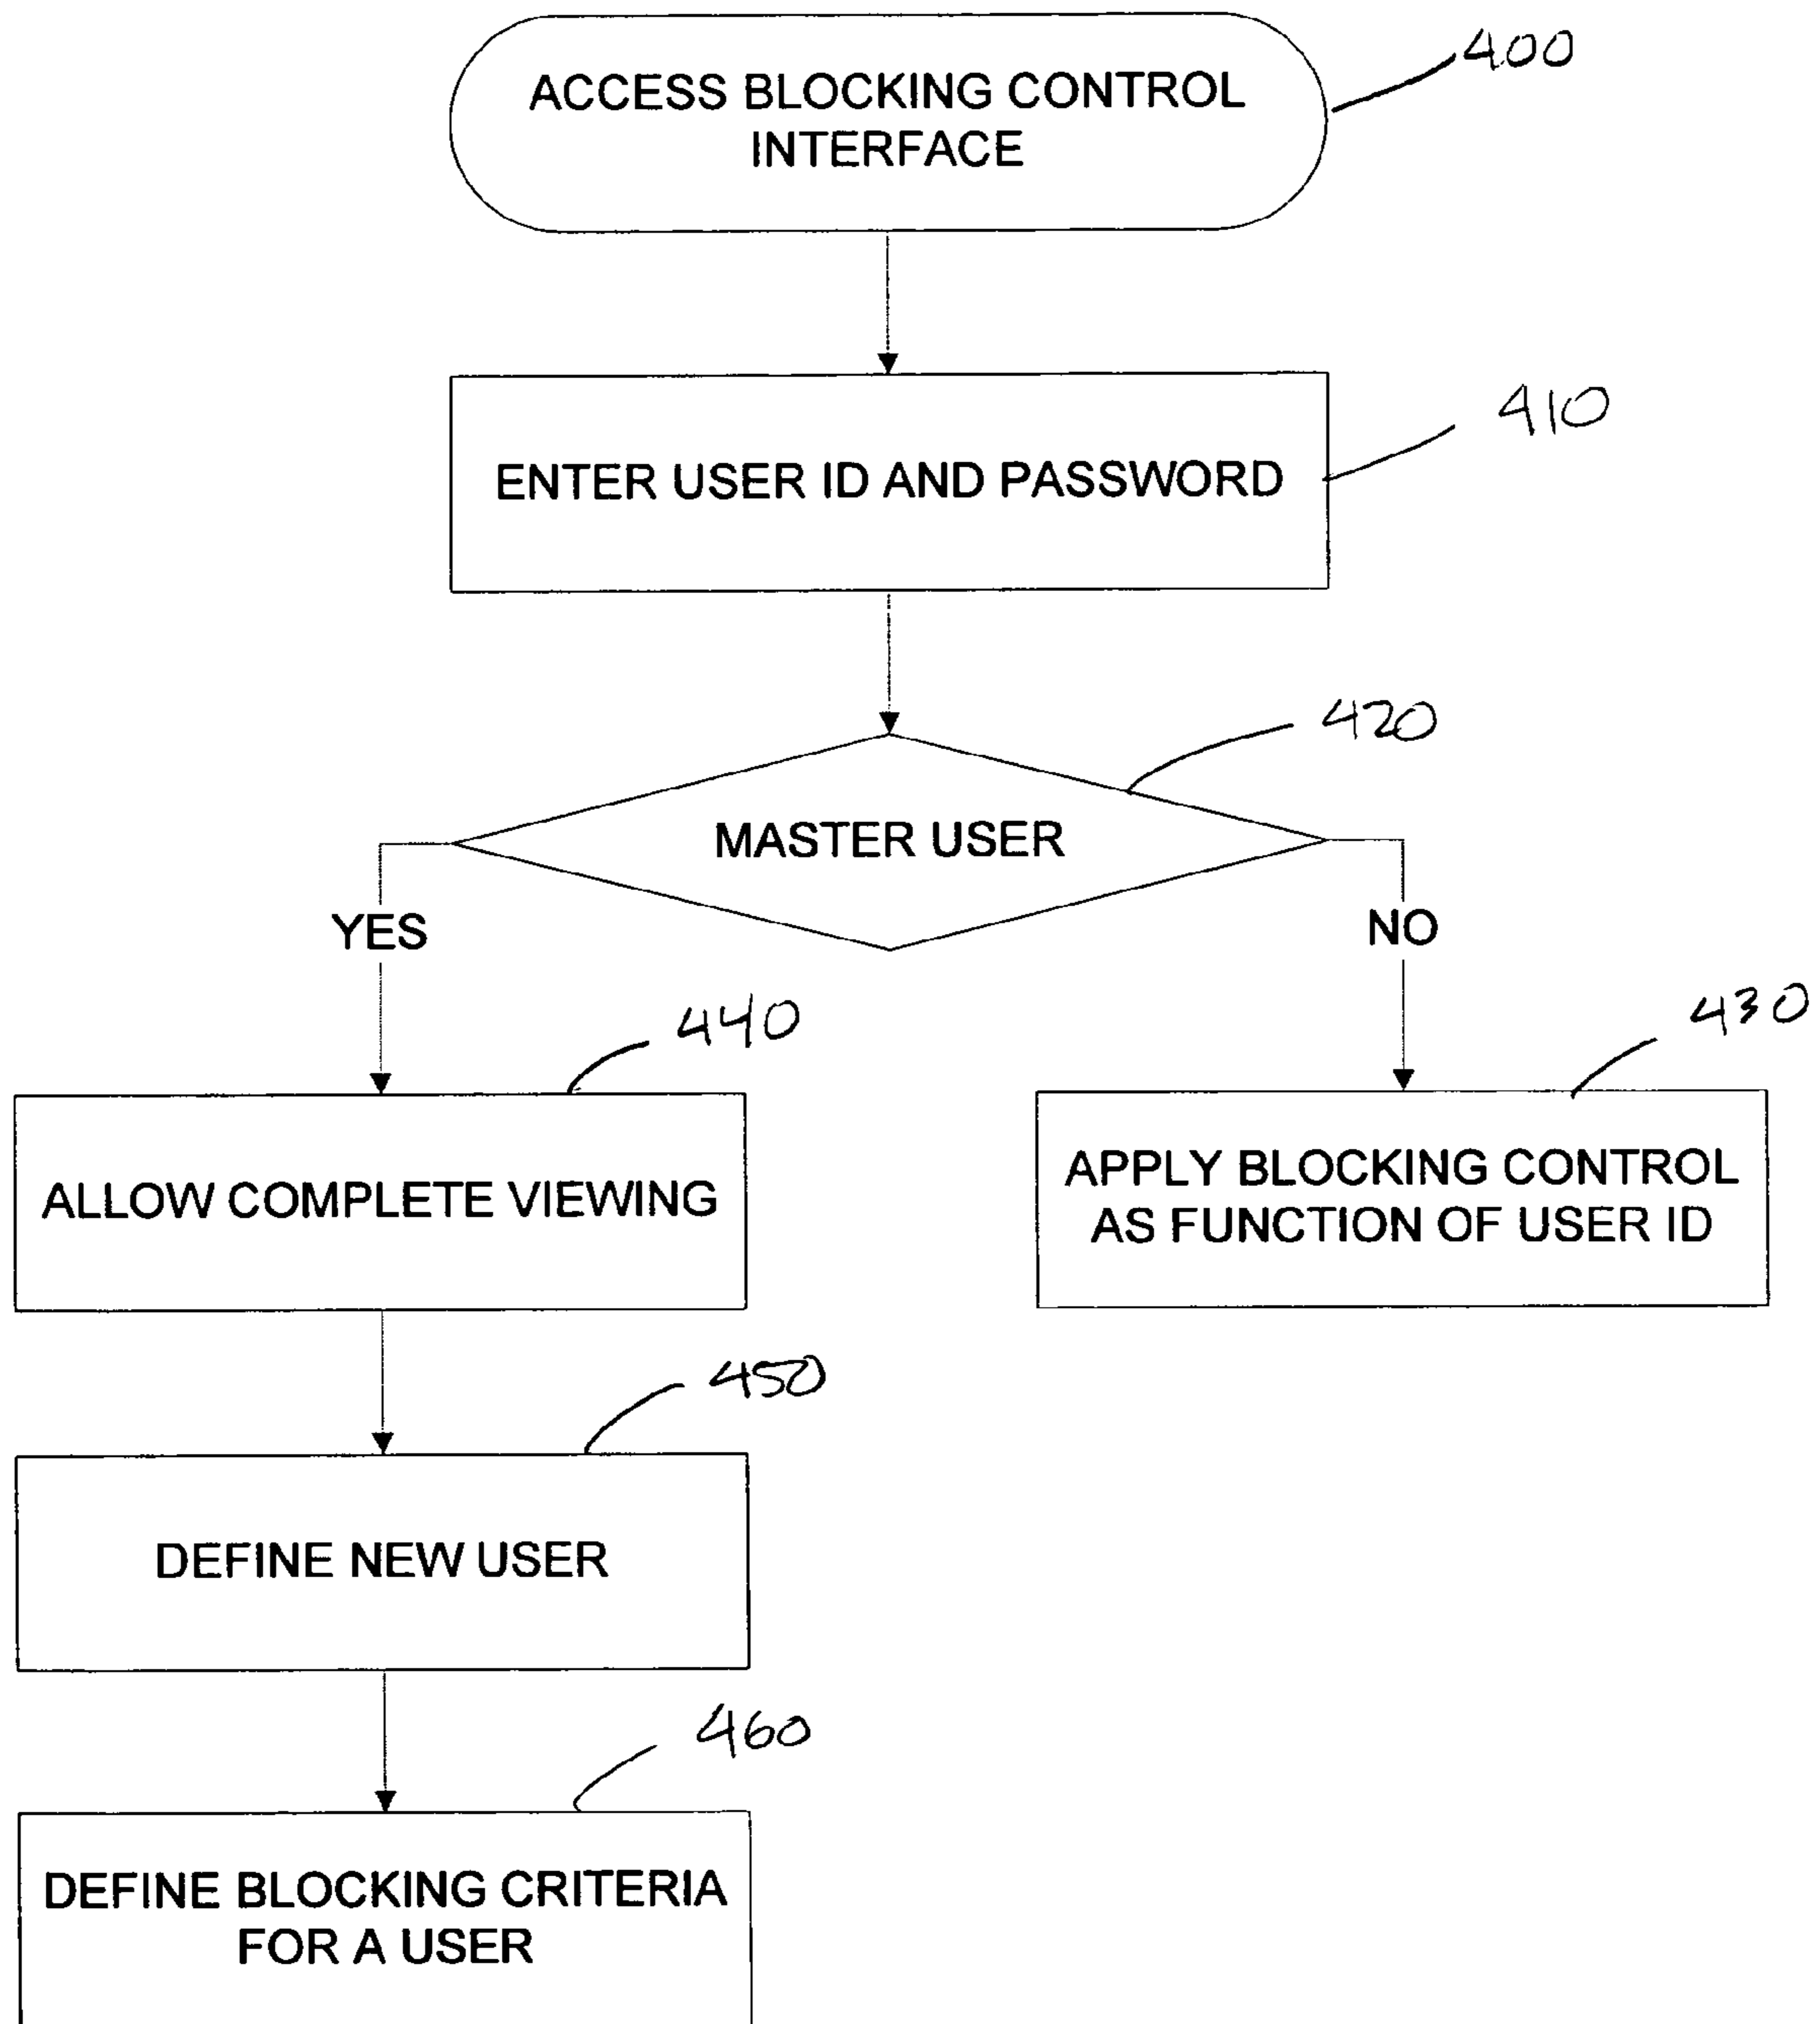 ACCESS BLOCKING CONTROL
INTERFACE
400
ENTER USER ID AND PASSWORD
410
420
MASTER USER
YES
NO
440
430
ALLOW COMPLETE VIEWING
APPLY BLOCKING CONTROL
AS FUNCTION OF USER ID
450
DEFINE NEW USER
460
DEFINE BLOCKING CRITERIA
FOR A USER